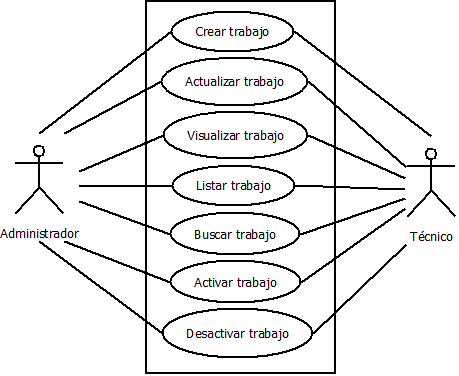 Crear trabajo
Actualizar trabajo
Visualizar trabajo
Listar trabajo
Buscar trabajo
Activar trabajo
Desactivar trabajo
Administrador
Técnico